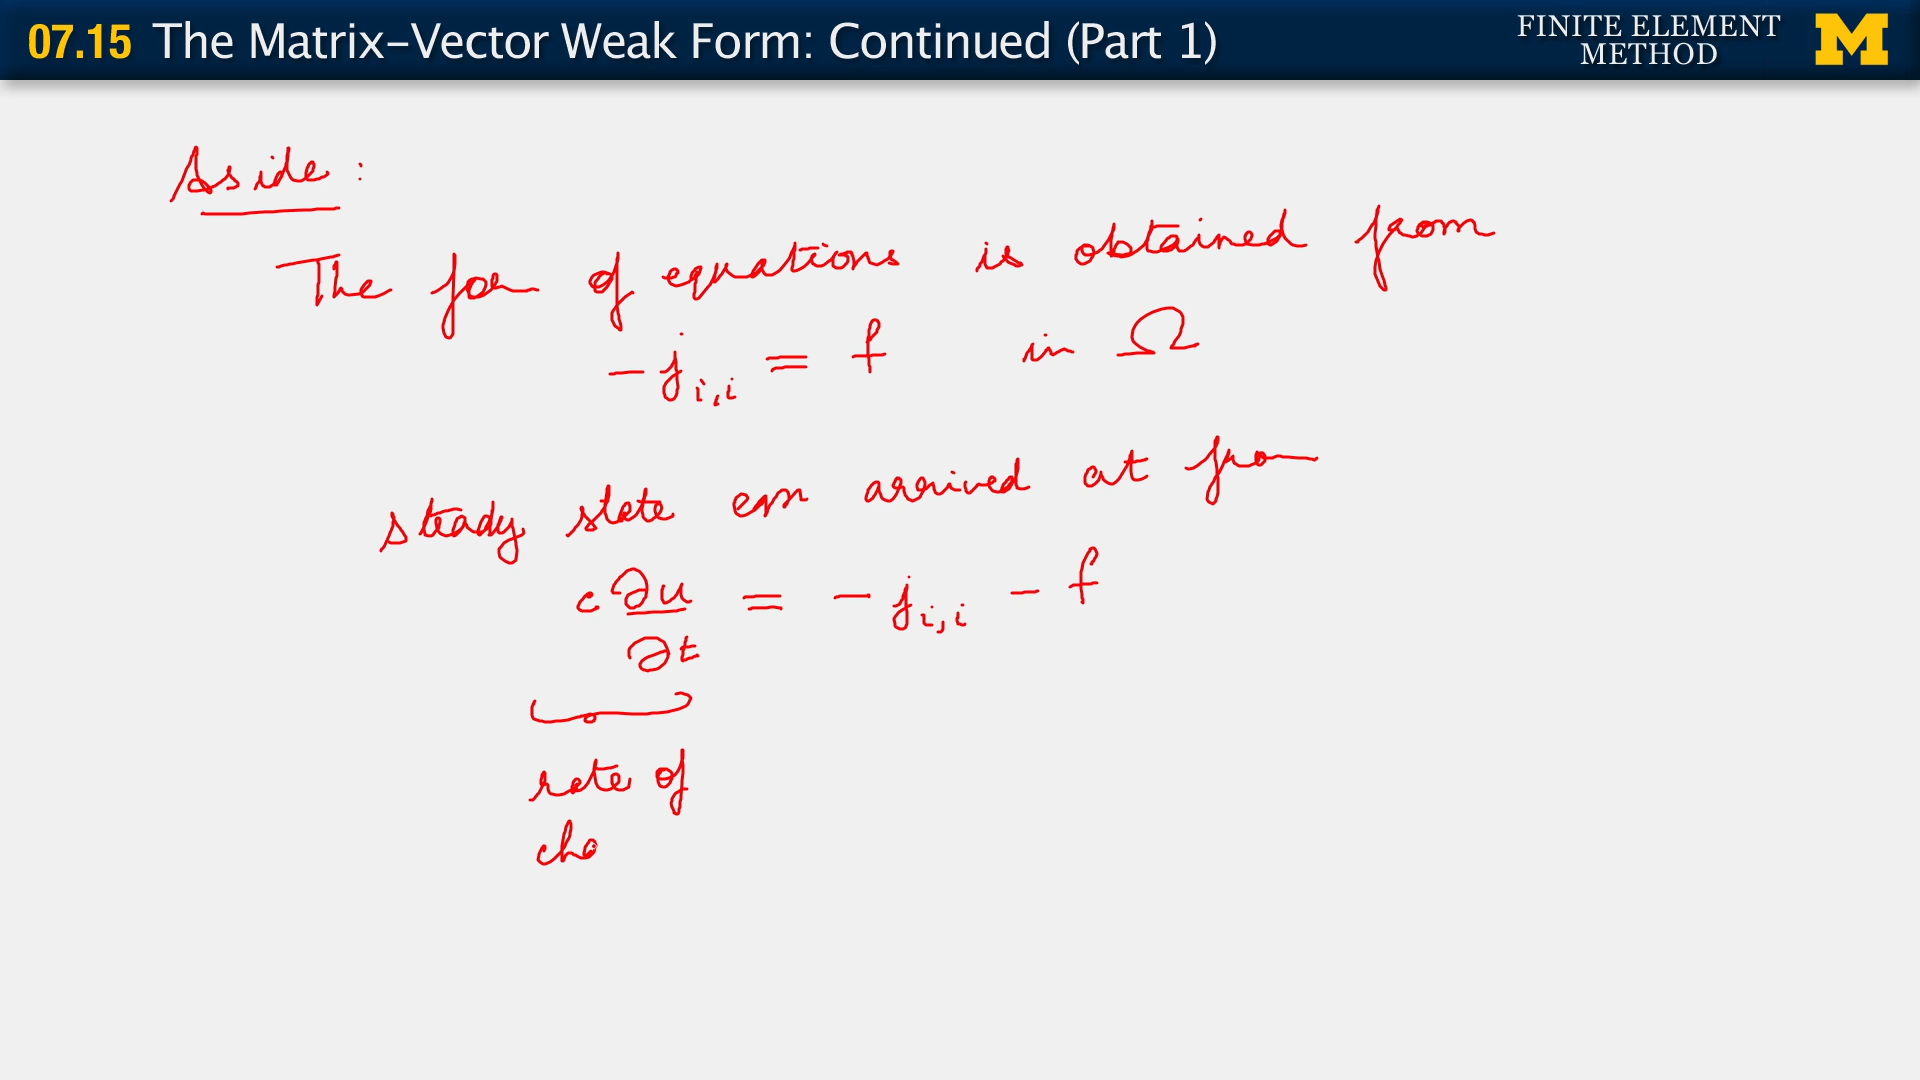 07.15 The Matrix–Vector Weak Form: Continued (Part 1)
FINITE ELEMENT
METHOD
M
Aside:
The form of equations is obtained from
- j_{i,i} = f in Ω
steady state eqn arrived at from
c ∂u/∂t = - j_{i,i} - f
rate of
cha